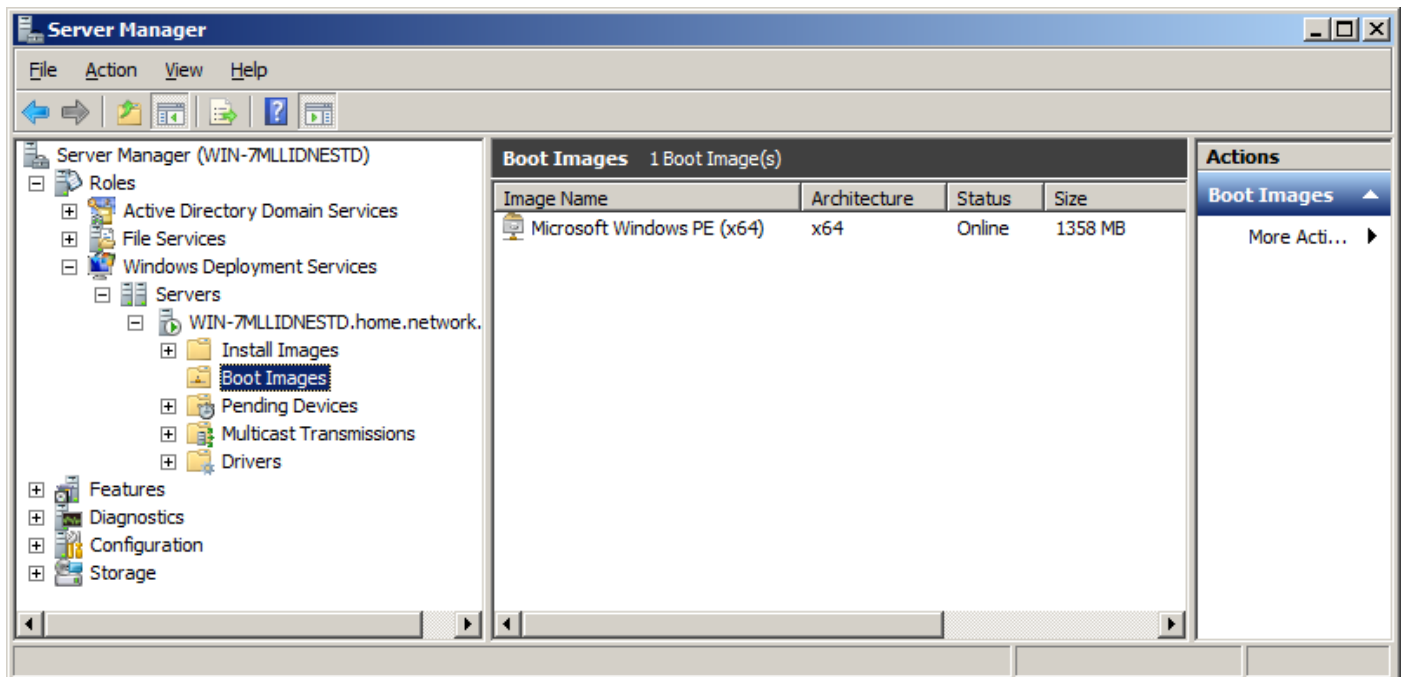 Server Manager
File Action View Help
Server Manager (WIN-7MLLIDNESTD)
Roles
Active Directory Domain Services
File Services
Windows Deployment Services
Servers
WIN-7MLLIDNESTD.home.network.
Install Images
Boot Images
Pending Devices
Multicast Transmissions
Drivers
Features
Diagnostics
Configuration
Storage
Boot Images 1 Boot Image(s)
Image Name Architecture Status Size
Microsoft Windows PE (x64) x64 Online 1358 MB
Actions
Boot Images
More Acti...